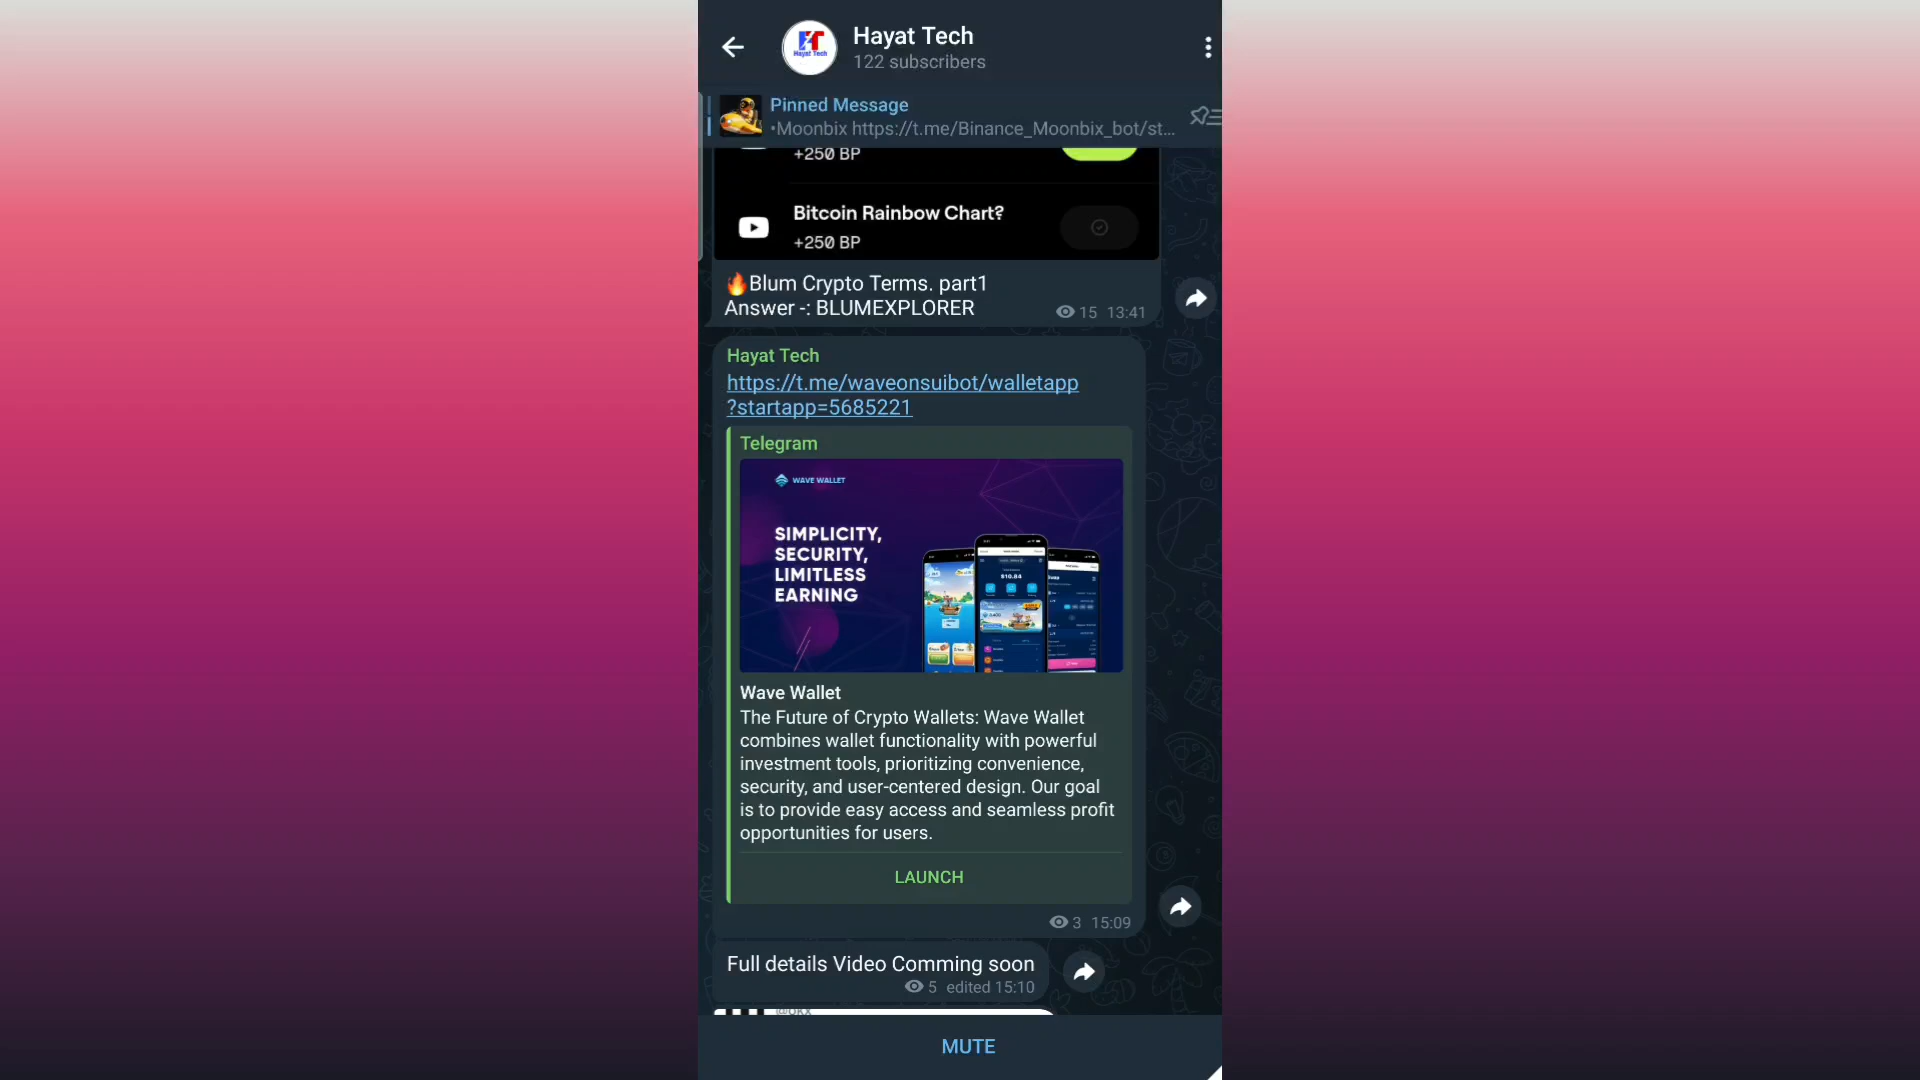 Hayat Tech
122 subscribers
Pinned Message
•Moonbix https://t.me/Binance_Moonbix_bot/st...
+250 BP
Bitcoin Rainbow Chart?
+250 BP
🔥Blum Crypto Terms. part1
Answer -: BLUMEXPLORER
15 13:41
Hayat Tech
https://t.me/waveonsuibot/walletapp
?startapp=5685221
Telegram
WAVE WALLET
SIMPLICITY,
SECURITY,
LIMITLESS
EARNING
$10.84
Wave Wallet
The Future of Crypto Wallets: Wave Wallet
combines wallet functionality with powerful
investment tools, prioritizing convenience,
security, and user-centered design. Our goal
is to provide easy access and seamless profit
opportunities for users.
LAUNCH
3 15:09
Full details Video Comming soon
5 edited 15:10
MUTE